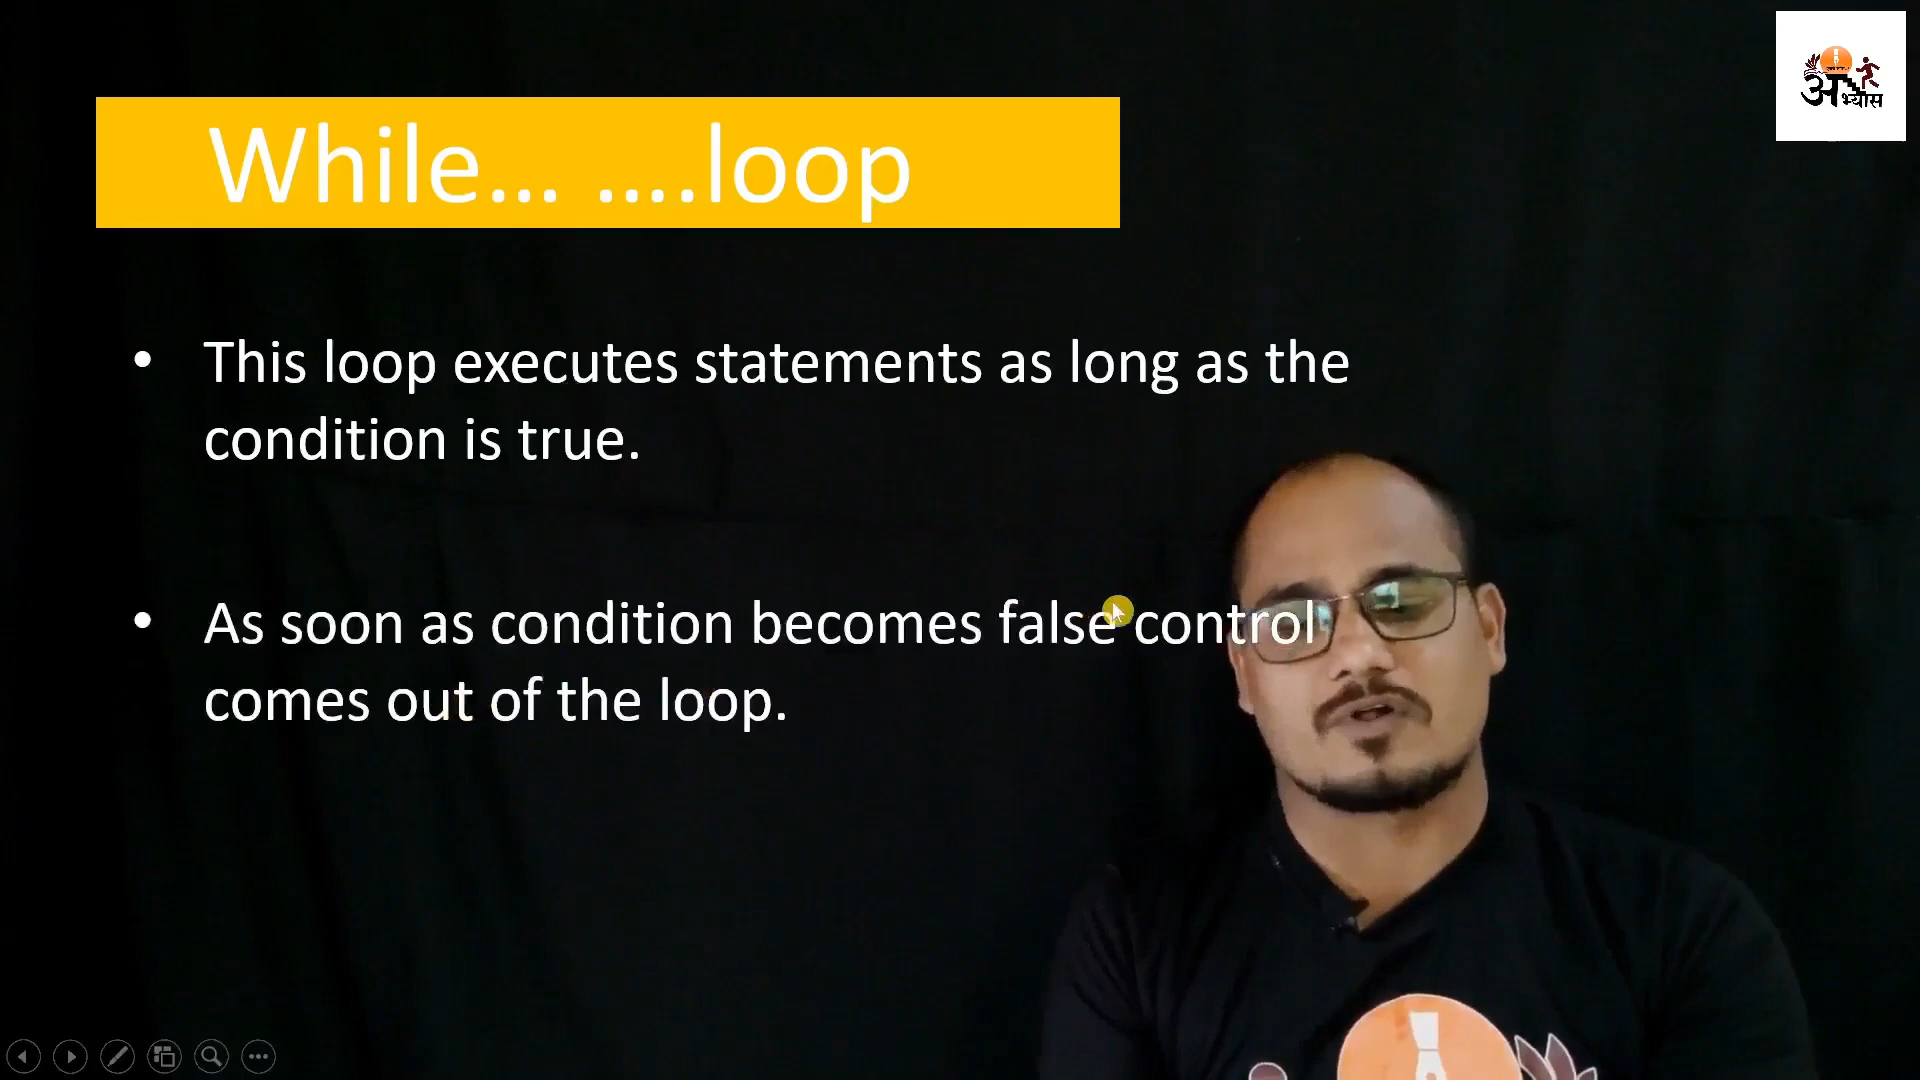 While... ....loop
• This loop executes statements as long as the
condition is true.
• As soon as condition becomes false control
comes out of the loop.
अभ्यास